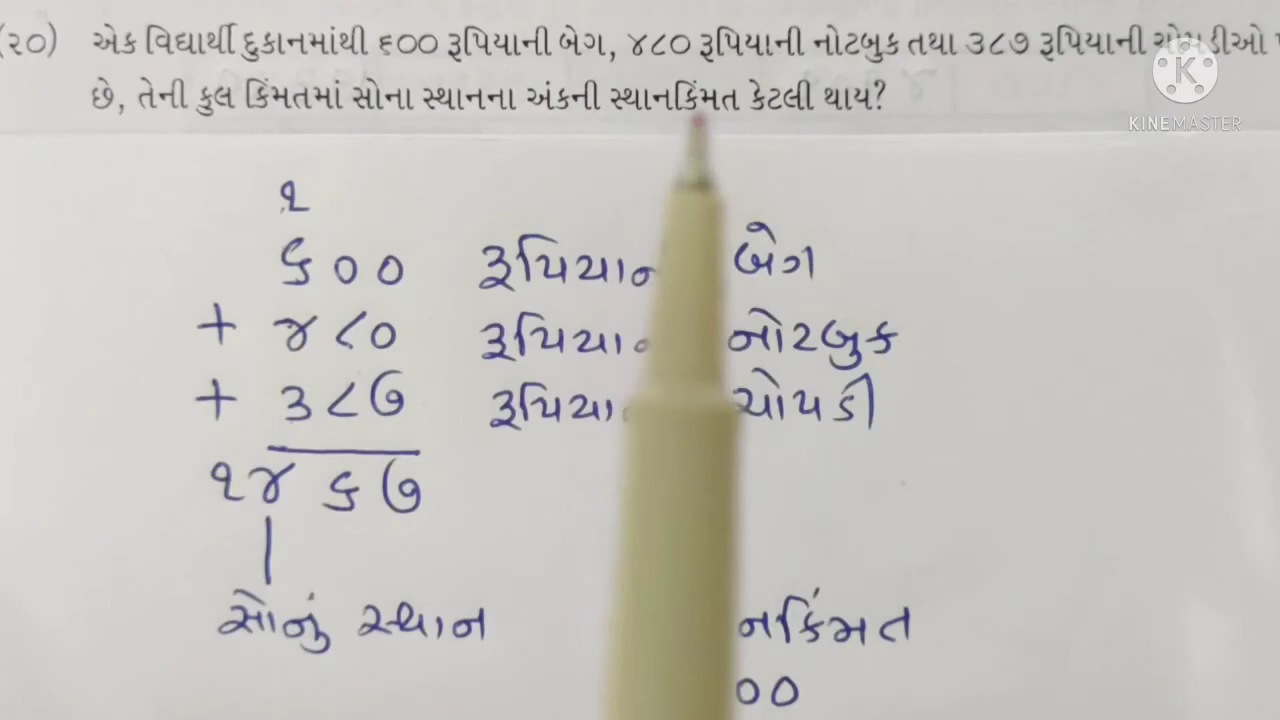 (૨૦) એક વિદ્યાર્થી દુકાનમાંથી ૬૦૦ રૂપિયાની બેગ, ૪૮૦ રૂપિયાની નોટબુક તથા ૩૮૭ રૂપિયાની
છે, તેની કુલ કિંમતમાં સોના સ્થાનના અંકની સ્થાનકિંમત કેટલી થાય?
KINEMASTER
૧
૬૦૦ રૂપિયાન બેગ
+ ૪૮૦ રૂપિયાન નોટબુક
+ ૩૮૭ રૂપિયા ચોપડી
૧૪૬૭
સોનું સ્થાન નકિંમત
૦૦